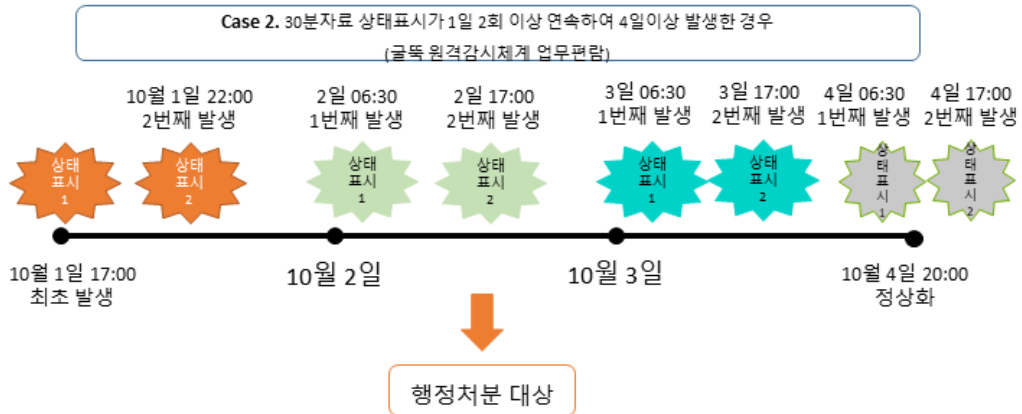 Case 2. 30분자료 상태표시가 1일 2회 이상 연속하여 4일이상 발생한 경우
(굴뚝 원격감시체계 업무편람)
10월 1일 22:00
2번째 발생
2일 06:30
1번째 발생
2일 17:00
2번째 발생
3일 06:30
1번째 발생
3일 17:00
2번째 발생
4일 06:30
1번째 발생
4일 17:00
2번째 발생
상태
표시
1
상태
표시
2
상태
표시
1
상태
표시
2
상태
표시
1
상태
표시
2
상
태
표
시
1
상
태
표
시
2
10월 1일 17:00
최초 발생
10월 2일
10월 3일
10월 4일 20:00
정상화
행정처분 대상